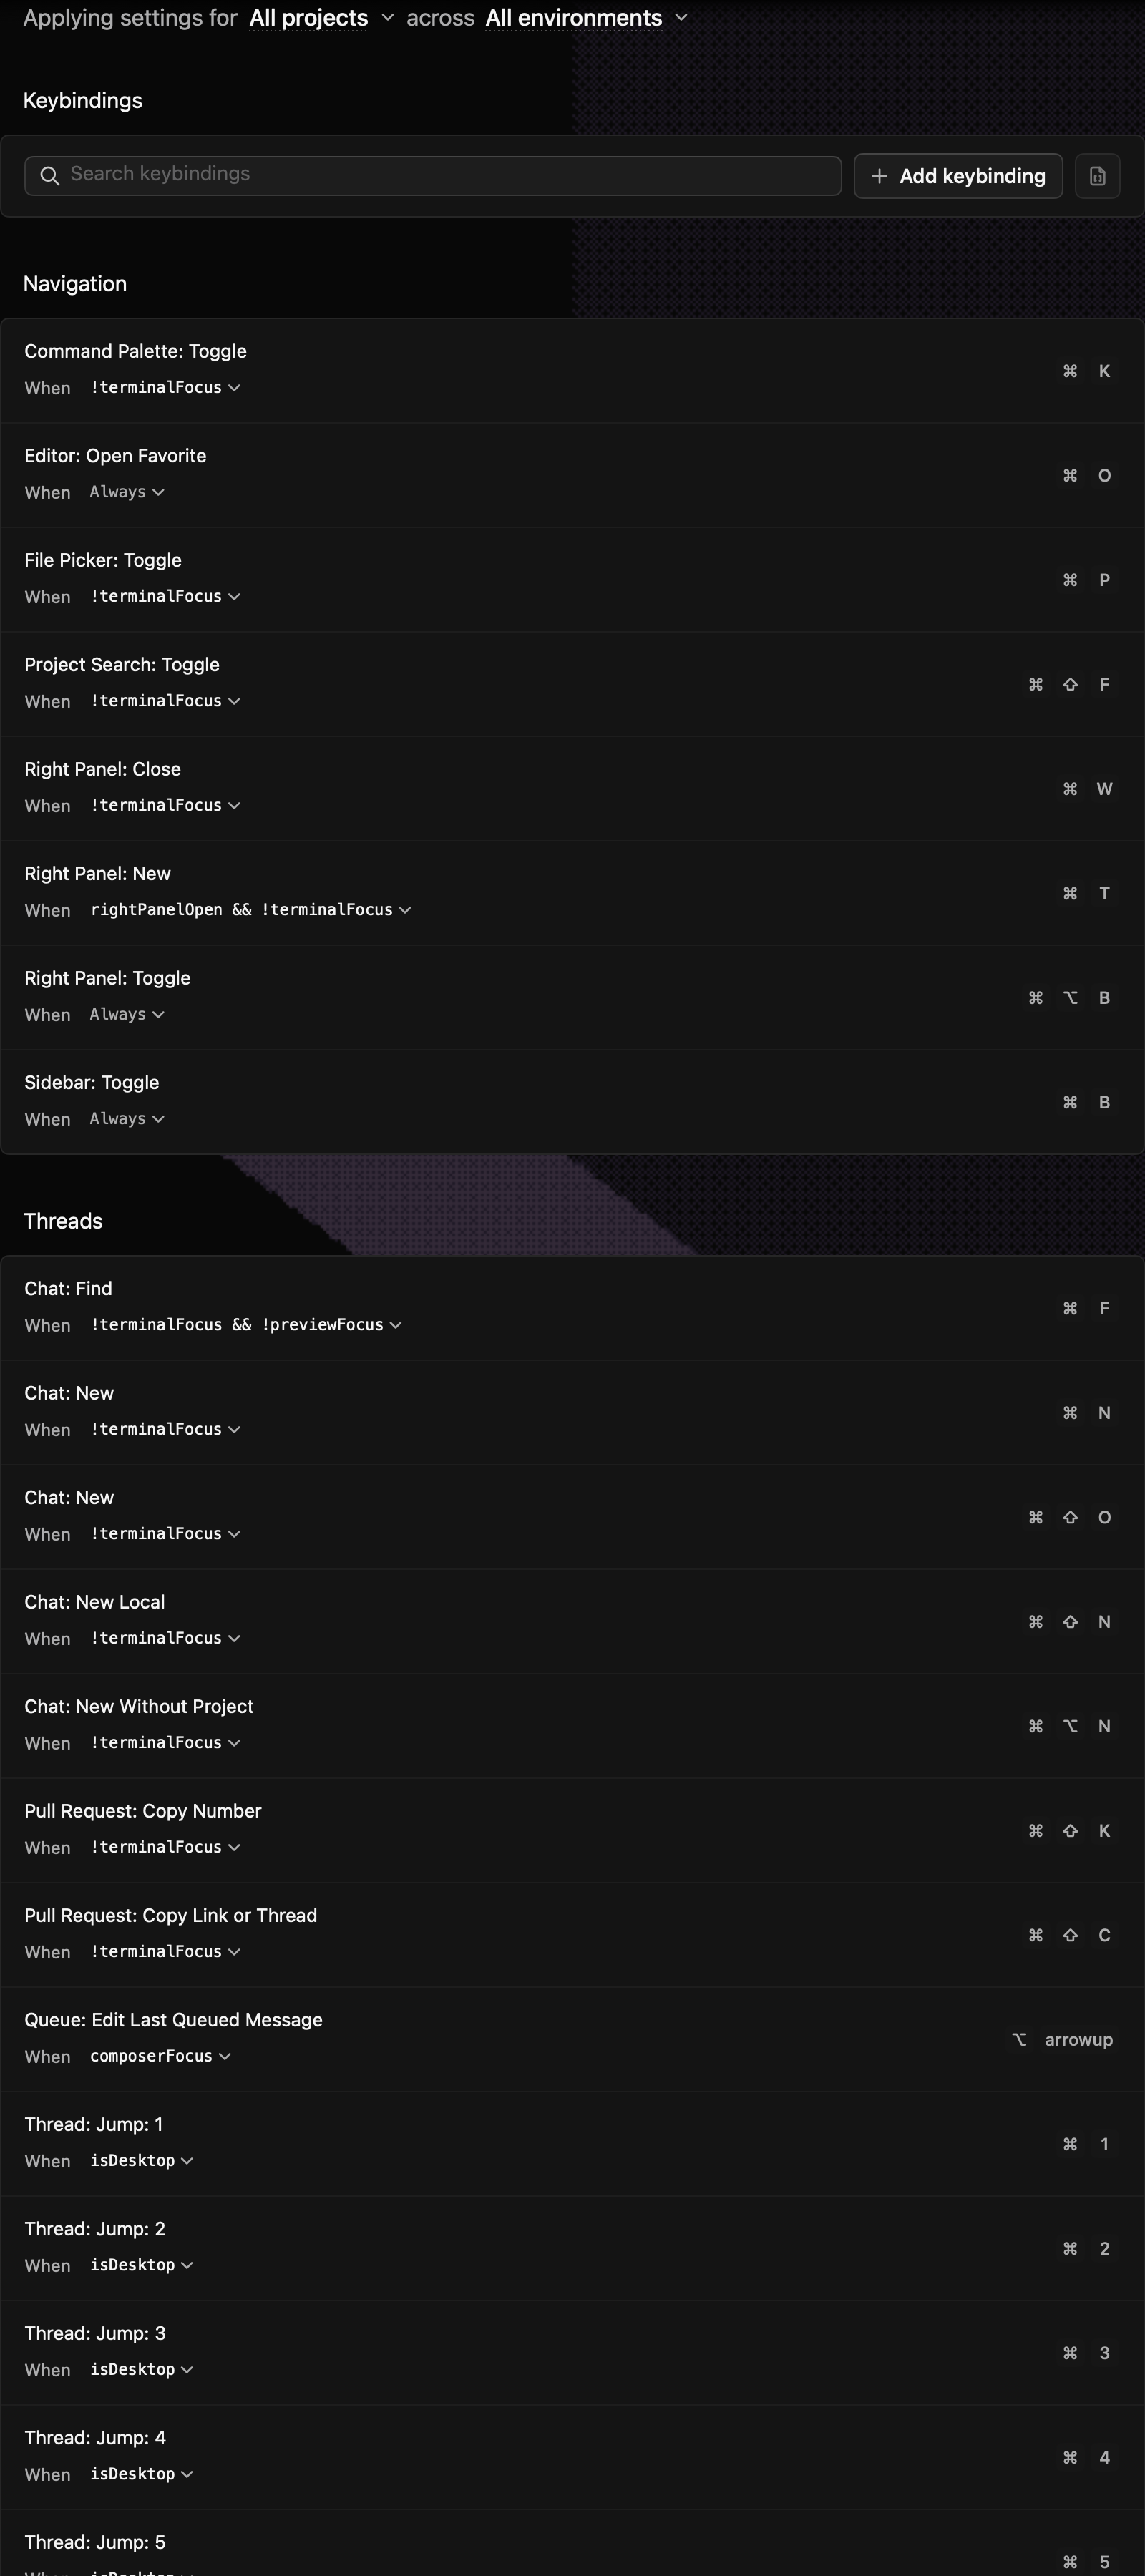 Applying settings for All projects across All environments
Keybindings
Search keybindings
+ Add keybinding
Navigation
Command Palette: Toggle
When !terminalFocus
⌘ K
Editor: Open Favorite
When Always
⌘ O
File Picker: Toggle
When !terminalFocus
⌘ P
Project Search: Toggle
When !terminalFocus
⌘ ⇧ F
Right Panel: Close
When !terminalFocus
⌘ W
Right Panel: New
When rightPanelOpen && !terminalFocus
⌘ T
Right Panel: Toggle
When Always
⌘ ⌥ B
Sidebar: Toggle
When Always
⌘ B
Threads
Chat: Find
When !terminalFocus && !previewFocus
⌘ F
Chat: New
When !terminalFocus
⌘ N
Chat: New
When !terminalFocus
⌘ ⇧ O
Chat: New Local
When !terminalFocus
⌘ ⇧ N
Chat: New Without Project
When !terminalFocus
⌘ ⌥ N
Pull Request: Copy Number
When !terminalFocus
⌘ ⇧ K
Pull Request: Copy Link or Thread
When !terminalFocus
⌘ ⇧ C
Queue: Edit Last Queued Message
When composerFocus
⌥ arrowup
Thread: Jump: 1
When isDesktop
⌘ 1
Thread: Jump: 2
When isDesktop
⌘ 2
Thread: Jump: 3
When isDesktop
⌘ 3
Thread: Jump: 4
When isDesktop
⌘ 4
Thread: Jump: 5
⌘ 5